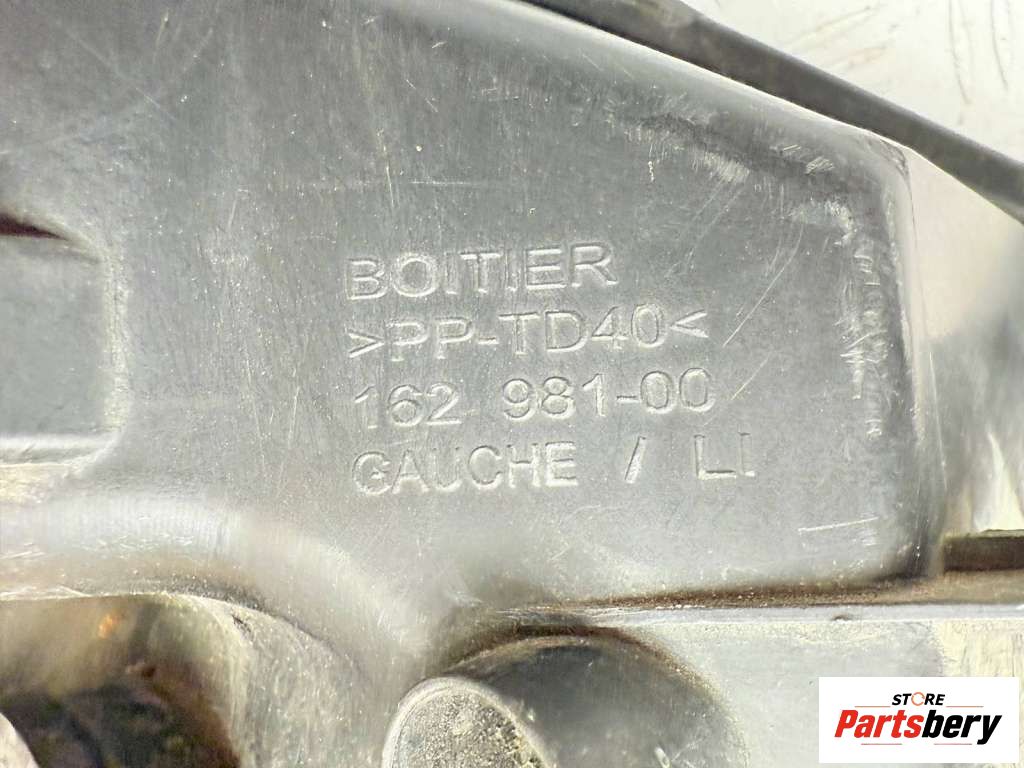 BOITIER
>PP-TD40<
162 981-00
GAUCHE / LI
STORE
Partsbery